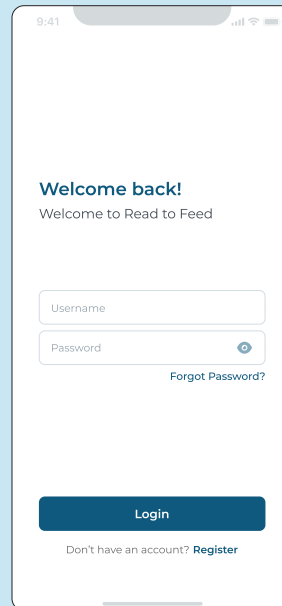 9:41
Welcome back!
Welcome to Read to Feed
Username
Password
Forgot Password?
Login
Don't have an account? Register